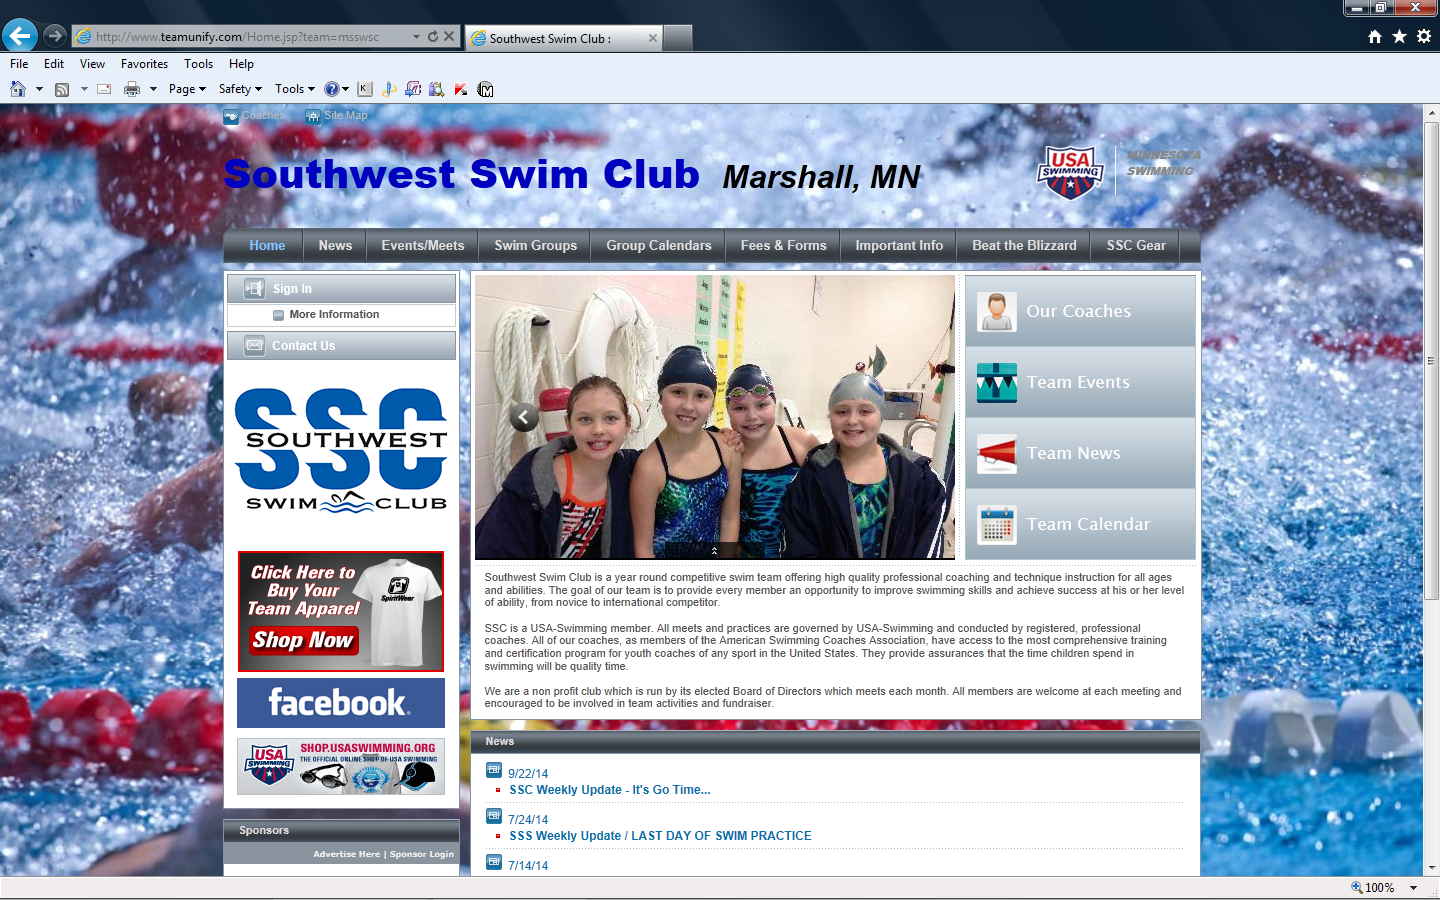 http://www.teamunify.com/Home.jsp?team=msswsc
Southwest Swim Club :
File Edit View Favorites Tools Help
Page Safety Tools
Coaches Site Map
Southwest Swim Club Marshall, MN
USA SWIMMING
MINNESOTA SWIMMING
Home News Events/Meets Swim Groups Group Calendars Fees & Forms Important Info Beat the Blizzard SSC Gear
Sign In
More Information
Contact Us
SSC
SOUTHWEST
SWIM CLUB
Click Here to
Buy Your
Team Apparel
Shop Now
SpiritWear
facebook
USA SWIMMING
SHOP.USASWIMMING.ORG
THE OFFICIAL ONLINE SHOP OF USA SWIMMING
Sponsors
Advertise Here | Sponsor Login
Our Coaches
Team Events
Team News
Team Calendar
Southwest Swim Club is a year round competitive swim team offering high quality professional coaching and technique instruction for all ages
and abilities. The goal of our team is to provide every member an opportunity to improve swimming skills and achieve success at his or her level
of ability, from novice to international competitor.
SSC is a USA-Swimming member. All meets and practices are governed by USA-Swimming and conducted by registered, professional
coaches. All of our coaches, as members of the American Swimming Coaches Association, have access to the most comprehensive training
and certification program for youth coaches of any sport in the United States. They provide assurances that the time children spend in
swimming will be quality time.
We are a non profit club which is run by its elected Board of Directors which meets each month. All members are welcome at each meeting and
encouraged to be involved in team activities and fundraiser.
News
9/22/14
SSC Weekly Update - It's Go Time...
7/24/14
SSS Weekly Update / LAST DAY OF SWIM PRACTICE
7/14/14
100%